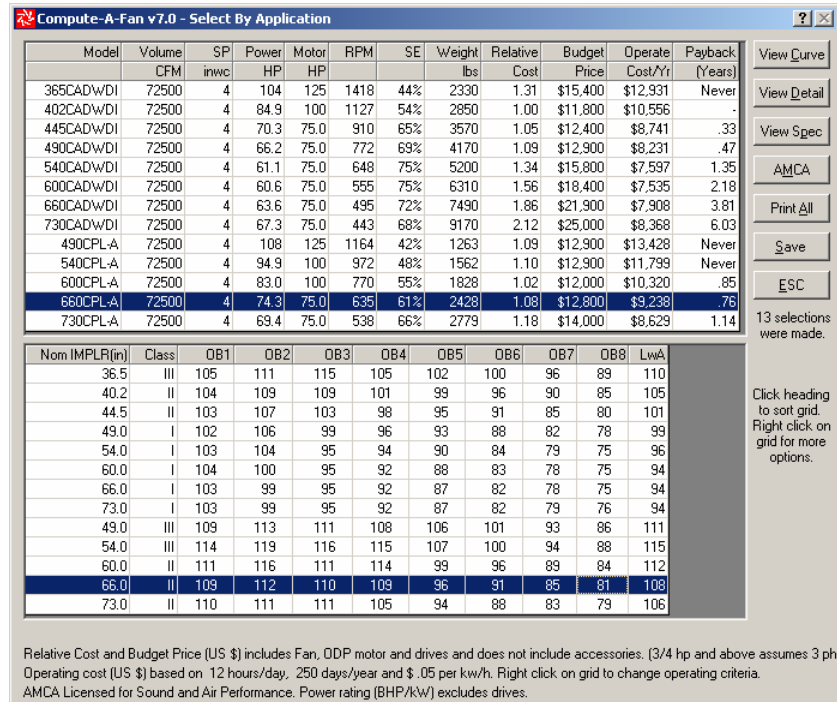 Compute-A-Fan v7.0 - Select By Application
Model Volume SP Power Motor RPM SE Weight Relative Budget Operate Payback
CFM inwc HP HP lbs Cost Price Cost/Yr (Years)
365CADWDI 72500 4 104 125 1418 44% 2330 1.31 $15,400 $12,931 Never
402CADWDI 72500 4 84.9 100 1127 54% 2850 1.00 $11,800 $10,556 -
445CADWDI 72500 4 70.3 75.0 910 65% 3570 1.05 $12,400 $8,741 .33
490CADWDI 72500 4 66.2 75.0 772 69% 4170 1.09 $12,900 $8,231 .47
540CADWDI 72500 4 61.1 75.0 648 75% 5200 1.34 $15,800 $7,597 1.35
600CADWDI 72500 4 60.6 75.0 555 75% 6310 1.56 $18,400 $7,535 2.18
660CADWDI 72500 4 63.6 75.0 495 72% 7490 1.86 $21,900 $7,908 3.81
730CADWDI 72500 4 67.3 75.0 443 68% 9170 2.12 $25,000 $8,368 6.03
490CPL-A 72500 4 108 125 1164 42% 1263 1.09 $12,900 $13,428 Never
540CPL-A 72500 4 94.9 100 972 48% 1562 1.10 $12,900 $11,799 Never
600CPL-A 72500 4 83.0 100 770 55% 1828 1.02 $12,000 $10,320 .85
660CPL-A 72500 4 74.3 75.0 635 61% 2428 1.08 $12,800 $9,238 .76
730CPL-A 72500 4 69.4 75.0 538 66% 2779 1.18 $14,000 $8,629 1.14
View Curve
View Detail
View Spec
AMCA
Print All
Save
ESC
13 selections
were made.
Nom IMPLR(in) Class OB1 OB2 OB3 OB4 OB5 OB6 OB7 OB8 LwA
36.5 III 105 111 115 105 102 100 96 89 110
40.2 II 104 109 109 101 99 96 90 85 105
44.5 II 103 107 103 98 95 91 85 80 101
49.0 I 102 106 99 96 93 88 82 78 99
54.0 I 103 104 95 94 90 84 79 75 96
60.0 I 104 100 95 92 88 83 78 75 94
66.0 I 103 99 95 92 87 82 78 75 94
73.0 I 103 99 95 92 87 82 79 76 94
49.0 III 109 113 111 108 106 101 93 86 111
54.0 III 114 119 116 115 107 100 94 88 115
60.0 II 111 116 111 114 99 96 89 84 112
66.0 II 109 112 110 109 96 91 85 81 108
73.0 II 110 111 111 105 94 88 83 79 106
Click heading
to sort grid.
Right click on
grid for more
options.
Relative Cost and Budget Price (US $) includes Fan, ODP motor and drives and does not include accessories. (3/4 hp and above assumes 3 ph
Operating cost (US $) based on 12 hours/day, 250 days/year and $ .05 per kw/h. Right click on grid to change operating criteria.
AMCA Licensed for Sound and Air Performance. Power rating (BHP/kW) excludes drives.